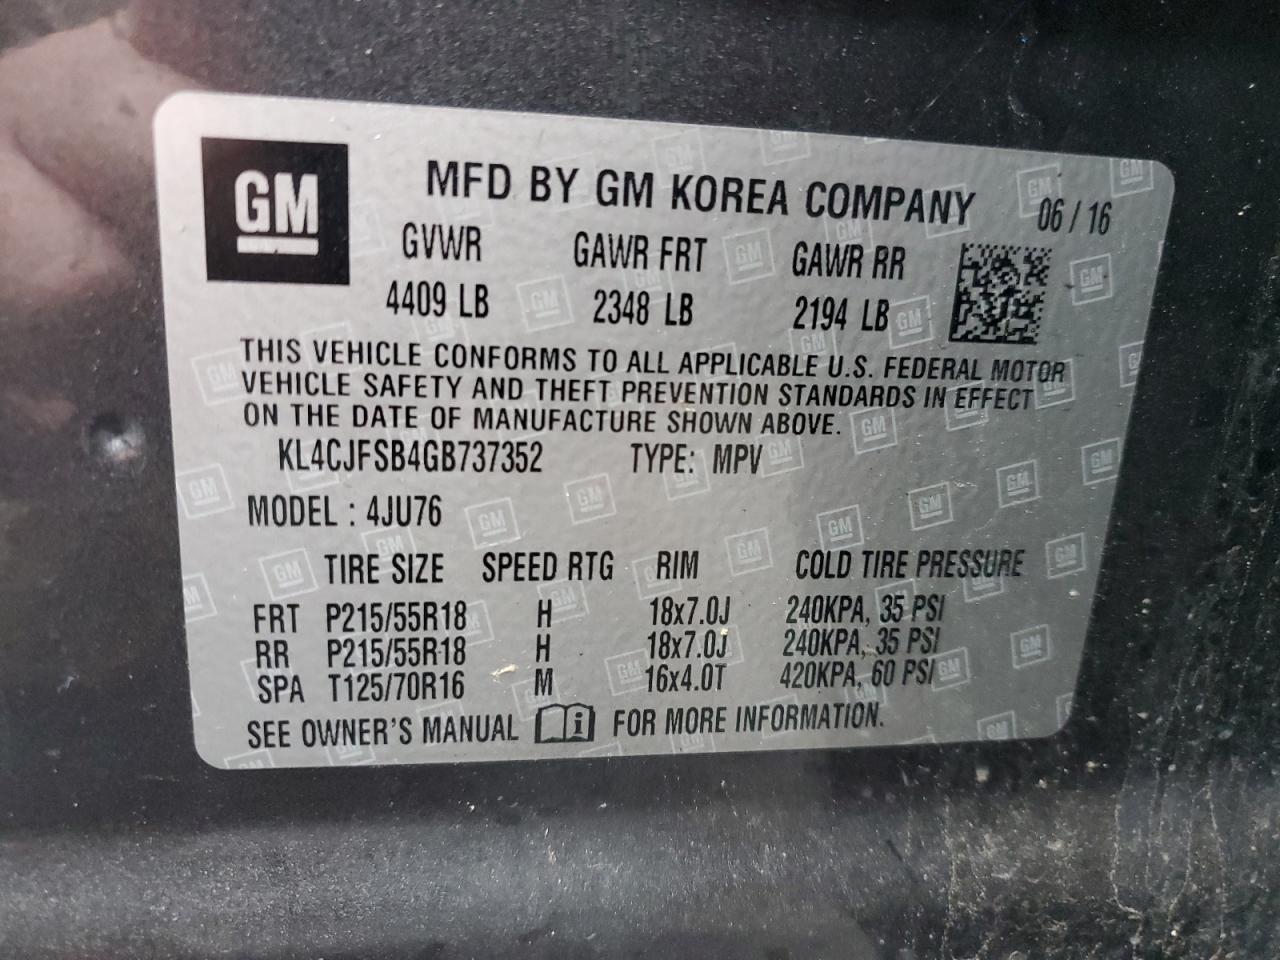 GM
MFD BY GM KOREA COMPANY 06 / 16
GVWR GAWR FRT GAWR RR
4409 LB 2348 LB 2194 LB
THIS VEHICLE CONFORMS TO ALL APPLICABLE U.S. FEDERAL MOTOR
VEHICLE SAFETY AND THEFT PREVENTION STANDARDS IN EFFECT
ON THE DATE OF MANUFACTURE SHOWN ABOVE.
KL4CJFSB4GB737352 TYPE: MPV
MODEL : 4JU76
TIRE SIZE SPEED RTG RIM COLD TIRE PRESSURE
FRT P215/55R18 H 18x7.0J 240KPA, 35 PSI
RR P215/55R18 H 18x7.0J 240KPA, 35 PSI
SPA T125/70R16 M 16x4.0T 420KPA, 60 PSI
SEE OWNER'S MANUAL i FOR MORE INFORMATION.